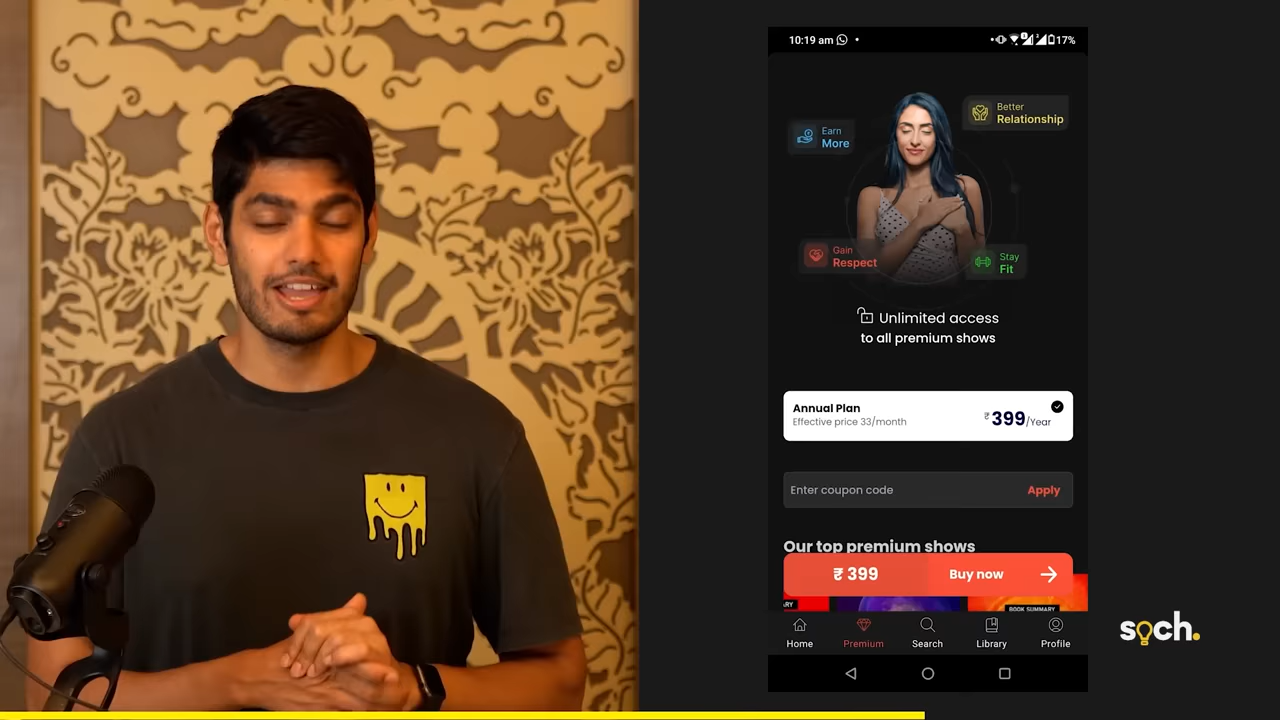 10:19 am
17%
Better
Relationship
Earn
More
Gain
Respect
Stay
Fit
Unlimited access
to all premium shows
Annual Plan
Effective price 33/month
₹399/Year
Enter coupon code
Apply
Our top premium shows
₹ 399
Buy now
ARY
BOOK SUMMARY
Home
Premium
Search
Library
Profile
soch.